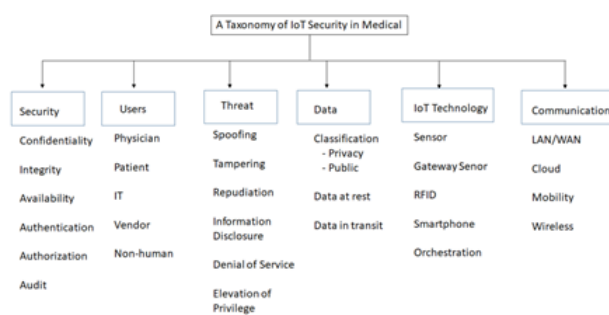 A Taxonomy of IoT Security in Medical
Security
Confidentiality
Integrity
Availability
Authentication
Authorization
Audit
Users
Physician
Patient
IT
Vendor
Non-human
Threat
Spoofing
Tampering
Repudiation
Information
Disclosure
Denial of Service
Elevation of
Privilege
Data
Classification
- Privacy
- Public
Data at rest
Data in transit
IoT Technology
Sensor
Gateway Senor
RFID
Smartphone
Orchestration
Communication
LAN/WAN
Cloud
Mobility
Wireless